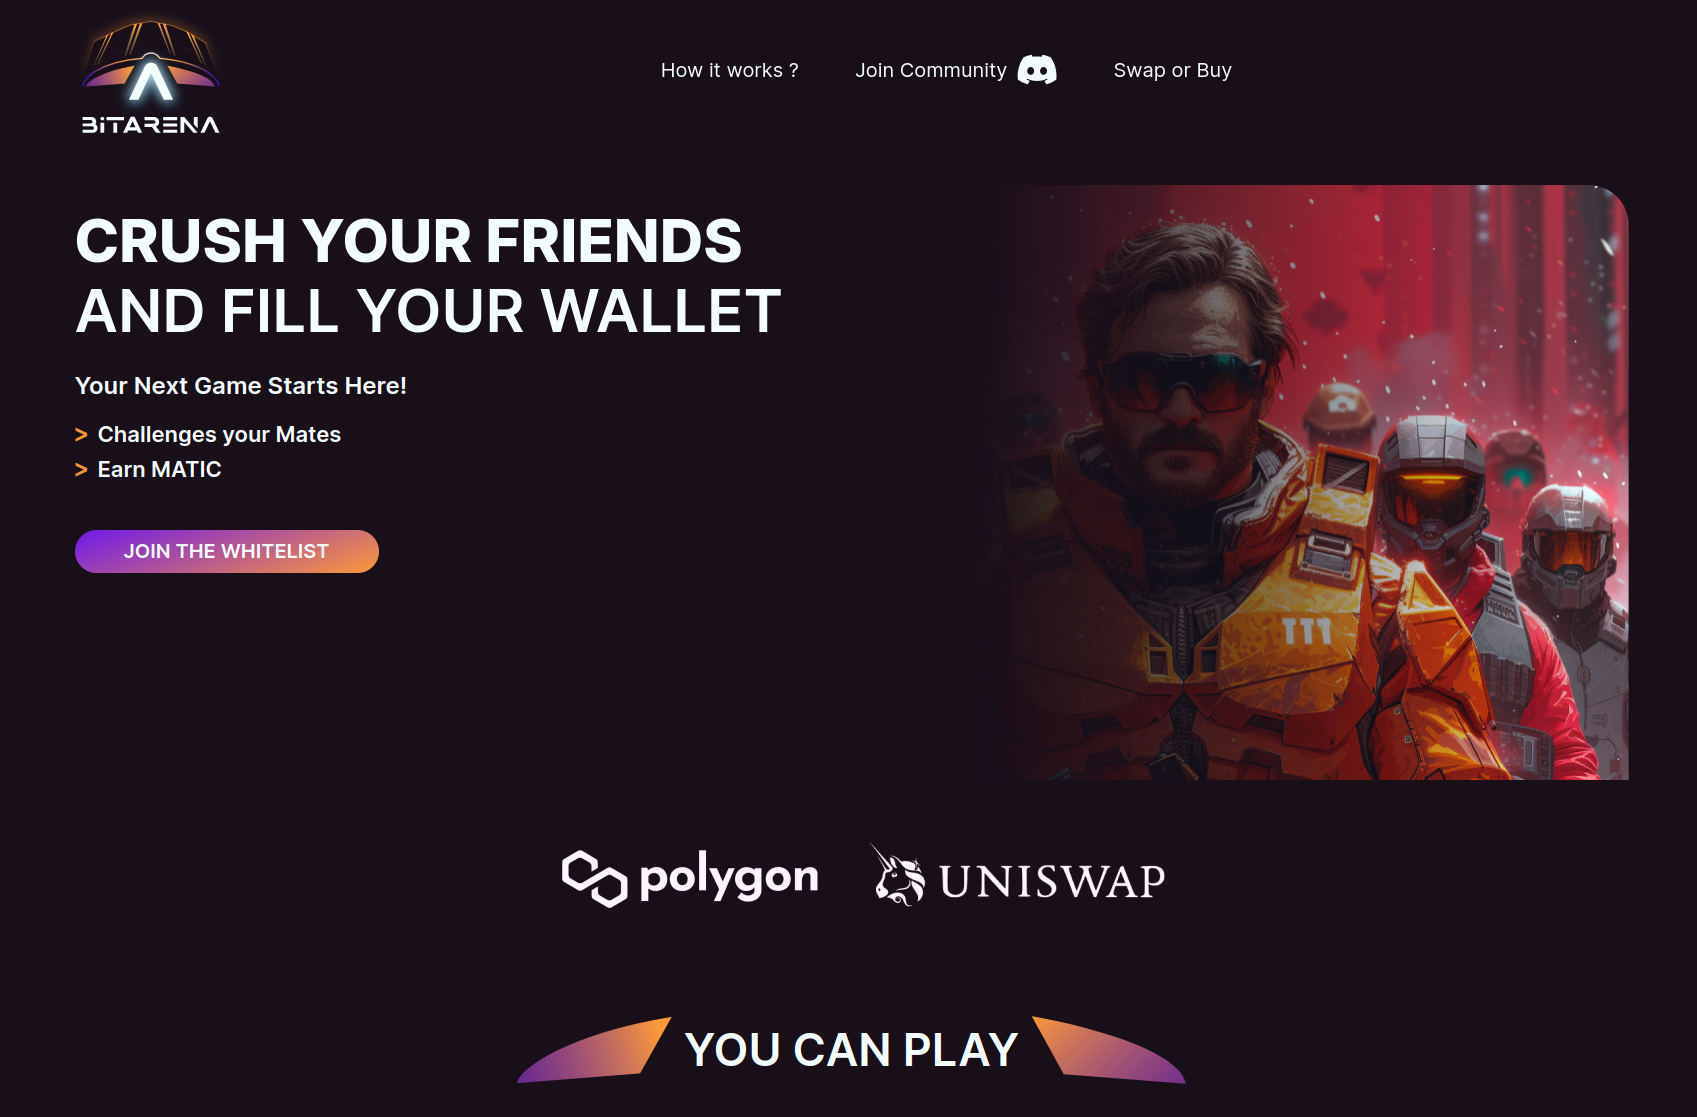 BiTARENA
How it works ?
Join Community
Swap or Buy
CRUSH YOUR FRIENDS
AND FILL YOUR WALLET
Your Next Game Starts Here!
> Challenges your Mates
> Earn MATIC
JOIN THE WHITELIST
polygon
UNISWAP
YOU CAN PLAY